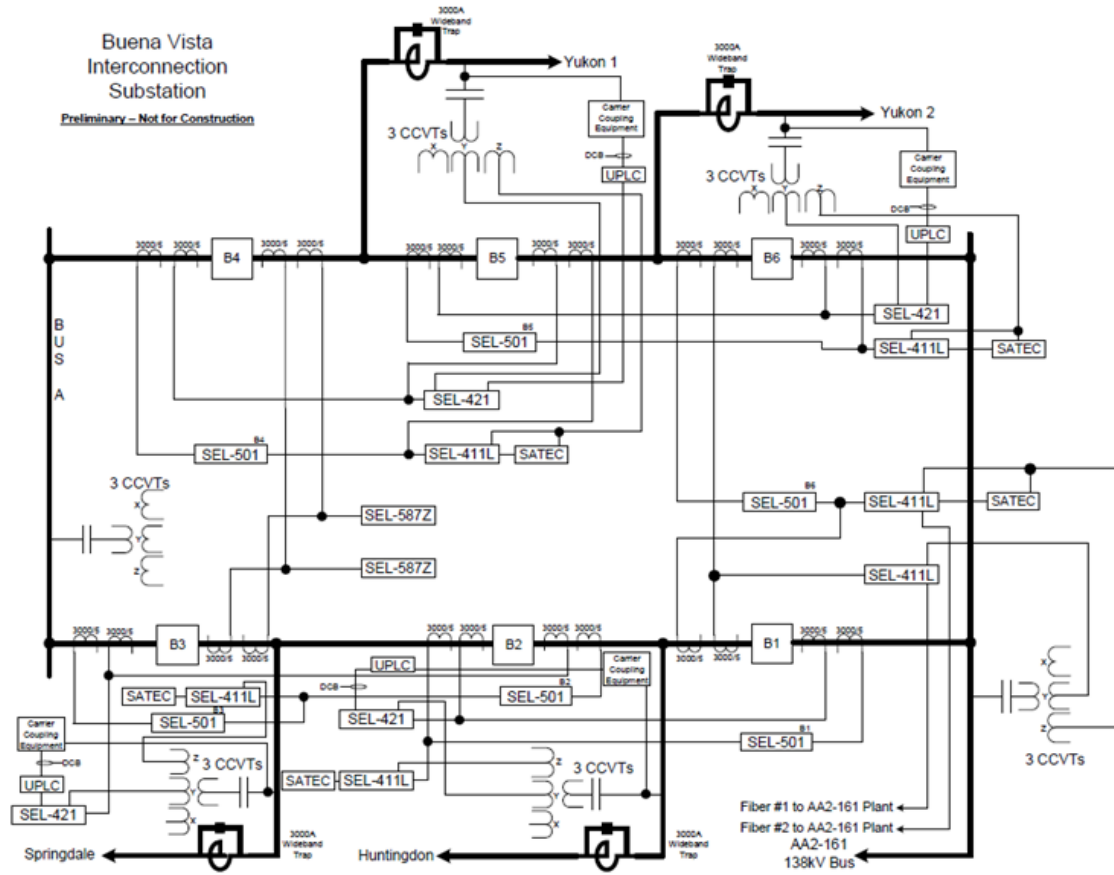 Buena Vista
Interconnection
Substation
Preliminary – Not for Construction
3000A
Wideband
Trap
Yukon 1
3000A
Wideband
Trap
Yukon 2
Carrier
Coupling
Equipment
3 CCVTs
X
Y
Z
DCB
UPLC
Carrier
Coupling
Equipment
3 CCVTs
X
Y
Z
DCB
UPLC
3000/5
3000/5
B4
3000/5
3000/5
3000/5
3000/5
B5
3000/5
3000/5
3000/5
3000/5
B6
3000/5
3000/5
BUS A
SEL-421
B5
SEL-501
SEL-411L
SATEC
SEL-421
B4
SEL-501
SEL-411L
SATEC
3 CCVTs
X
Y
Z
B6
SEL-501
SEL-411L
SATEC
SEL-587Z
SEL-587Z
SEL-411L
3000/5
3000/5
B3
3000/5
3000/5
3000/5
3000/5
B2
3000/5
3000/5
3000/5
3000/5
B1
3000/5
3000/5
UPLC
Carrier
Coupling
Equipment
DCB
SATEC
SEL-411L
B2
SEL-501
B3
SEL-501
SEL-421
B1
SEL-501
X
Y
Z
3 CCVTs
Carrier
Coupling
Equipment
DCB
UPLC
SEL-421
Z
Y
X
3 CCVTs
SATEC
SEL-411L
Z
Y
X
3 CCVTs
Fiber #1 to AA2-161 Plant
Fiber #2 to AA2-161 Plant
AA2-161
138kV Bus
Springdale
3000A
Wideband
Trap
Huntingdon
3000A
Wideband
Trap